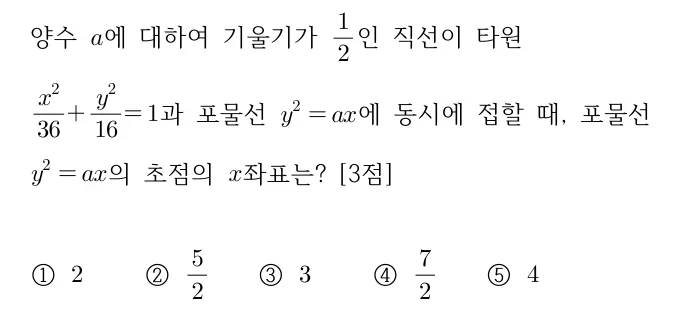 양수 a에 대하여 기울기가 1/2인 직선이 타원
x²/36 + y²/16 = 1과 포물선 y² = ax에 동시에 접할 때, 포물선
y² = ax의 초점의 x좌표는? [3점]
① 2 ② 5/2 ③ 3 ④ 7/2 ⑤ 4